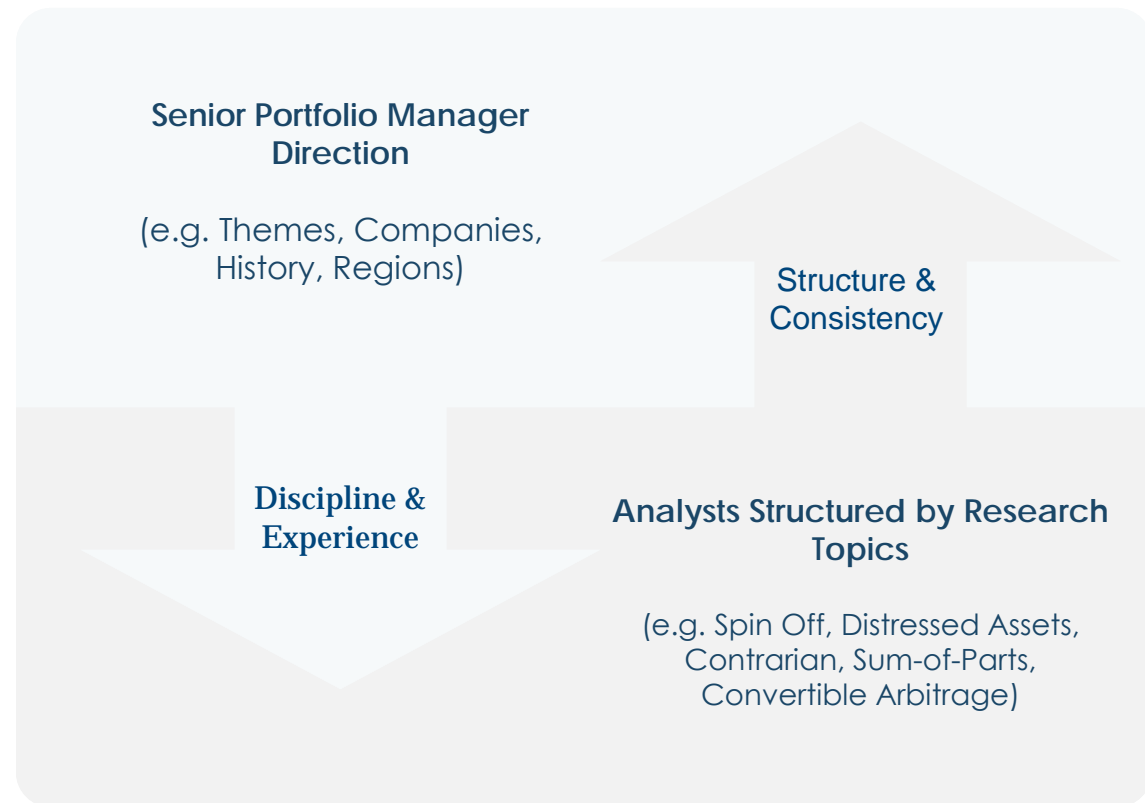 Senior Portfolio Manager
Direction
(e.g. Themes, Companies,
History, Regions)
Structure &
Consistency
Discipline &
Experience
Analysts Structured by Research
Topics
(e.g. Spin Off, Distressed Assets,
Contrarian, Sum-of-Parts,
Convertible Arbitrage)